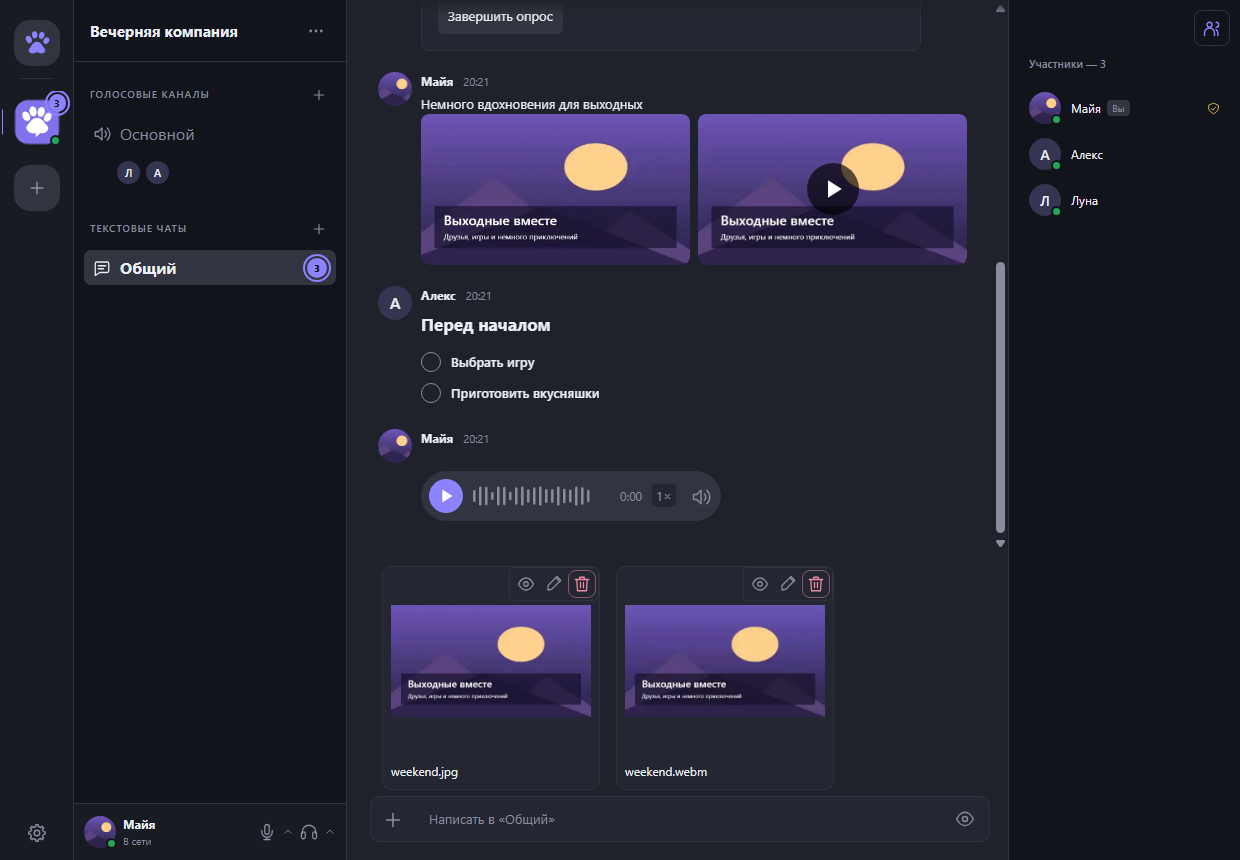 Вечерняя компания
3
ГОЛОСОВЫЕ КАНАЛЫ
Основной
Л А
ТЕКСТОВЫЕ ЧАТЫ
Общий 3
Майя
В сети
Завершить опрос
Майя 20:21
Немного вдохновения для выходных
Выходные вместе
Друзья, игры и немного приключений
Выходные вместе
Друзья, игры и немного приключений
А
Алекс 20:21
Перед началом
Выбрать игру
Приготовить вкусняшки
Майя 20:21
0:00 1×
Выходные вместе
Друзья, игры и немного приключений
weekend.jpg
Выходные вместе
Друзья, игры и немного приключений
weekend.webm
Написать в «Общий»
Участники — 3
Майя Вы
А Алекс
Л Луна